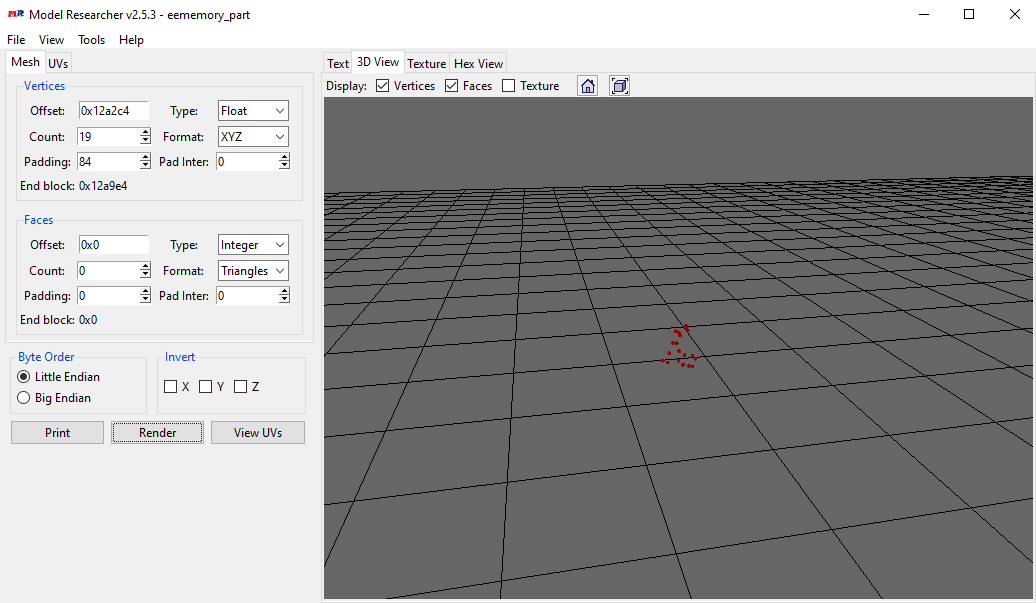 MR Model Researcher v2.5.3 - eememory_part
File View Tools Help
Mesh UVs
Vertices
Offset: 0x12a2c4 Type: Float
Count: 19 Format: XYZ
Padding: 84 Pad Inter: 0
End block: 0x12a9e4
Faces
Offset: 0x0 Type: Integer
Count: 0 Format: Triangles
Padding: 0 Pad Inter: 0
End block: 0x0
Byte Order
Little Endian
Big Endian
Invert
X Y Z
Print Render View UVs
Text 3D View Texture Hex View
Display: Vertices Faces Texture